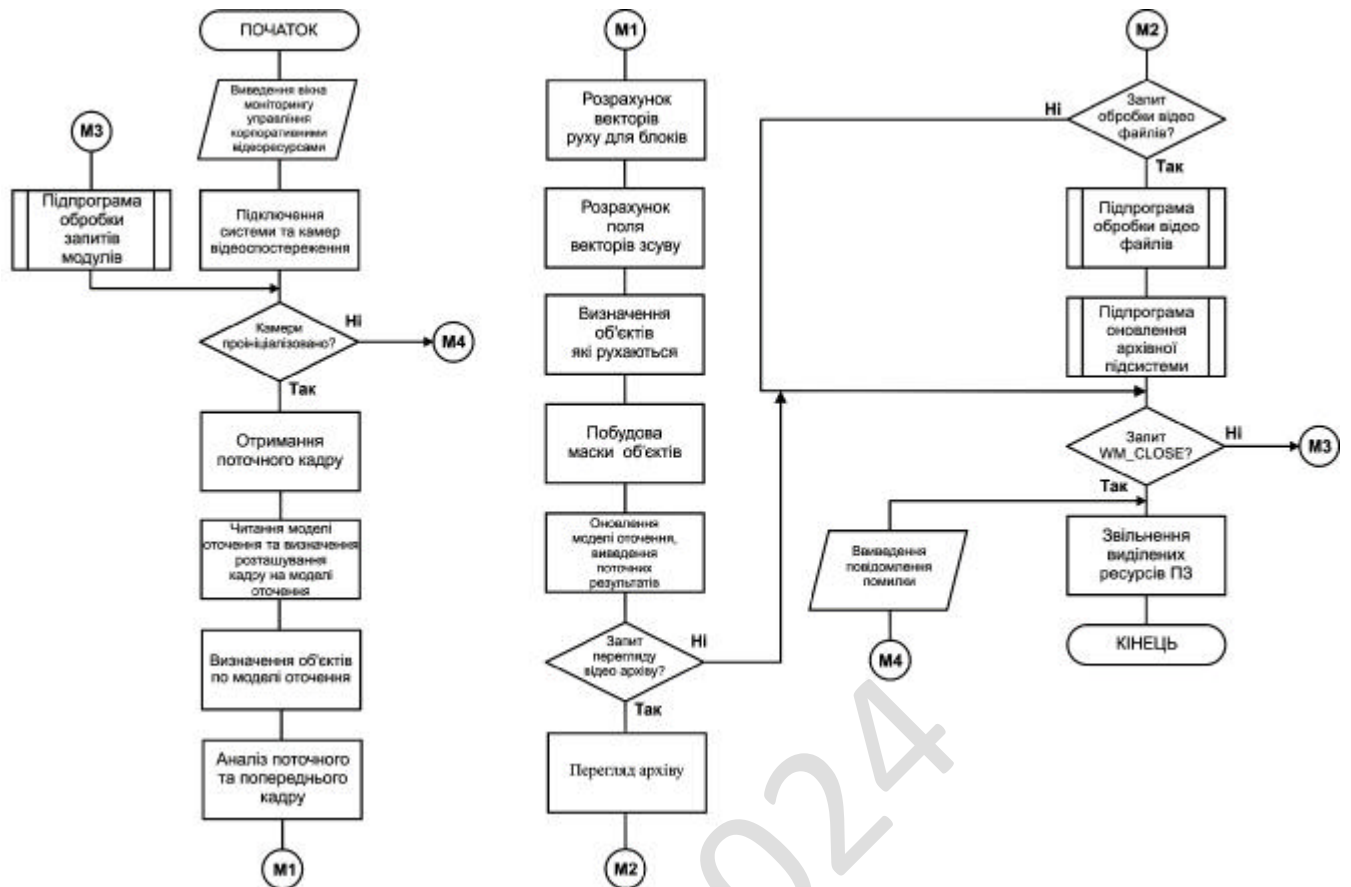 ПОЧАТОК
Виведення вікна
моніторингу
управління
корпоративними
відеоресурсами
М3
Підпрограма
обробки
запитів
модулів
Підключення
системи та камер
відеоспостереження
Камери
проініціалізовано?
Ні
М4
Так
Отримання
поточного кадру
Читання моделі
оточення та визначення
розташування
кадру на моделі
оточення
Визначення об'єктів
по моделі оточення
Аналіз поточного
та попереднього
кадру
М1
М1
Розрахунок
векторів
руху для блоків
Розрахунок
поля
векторів зсуву
Визначення
об'єктів
які рухаються
Побудова
маски об'єктів
Оновлення
моделі оточення,
виведення
поточних
результатів
Запит
перегляду
відео архіву?
Ні
Так
Перегляд архіву
М2
М2
Запит
обробки відео
файлів?
Ні
Так
Підпрограма
обробки відео
файлів
Підпрограма
оновлення
архівної
підсистеми
Запит
WM_CLOSE?
Ні
М3
Так
Ввиведення
повідомлення
помилки
М4
Звільнення
виділених
ресурсів ПЗ
КІНЕЦЬ